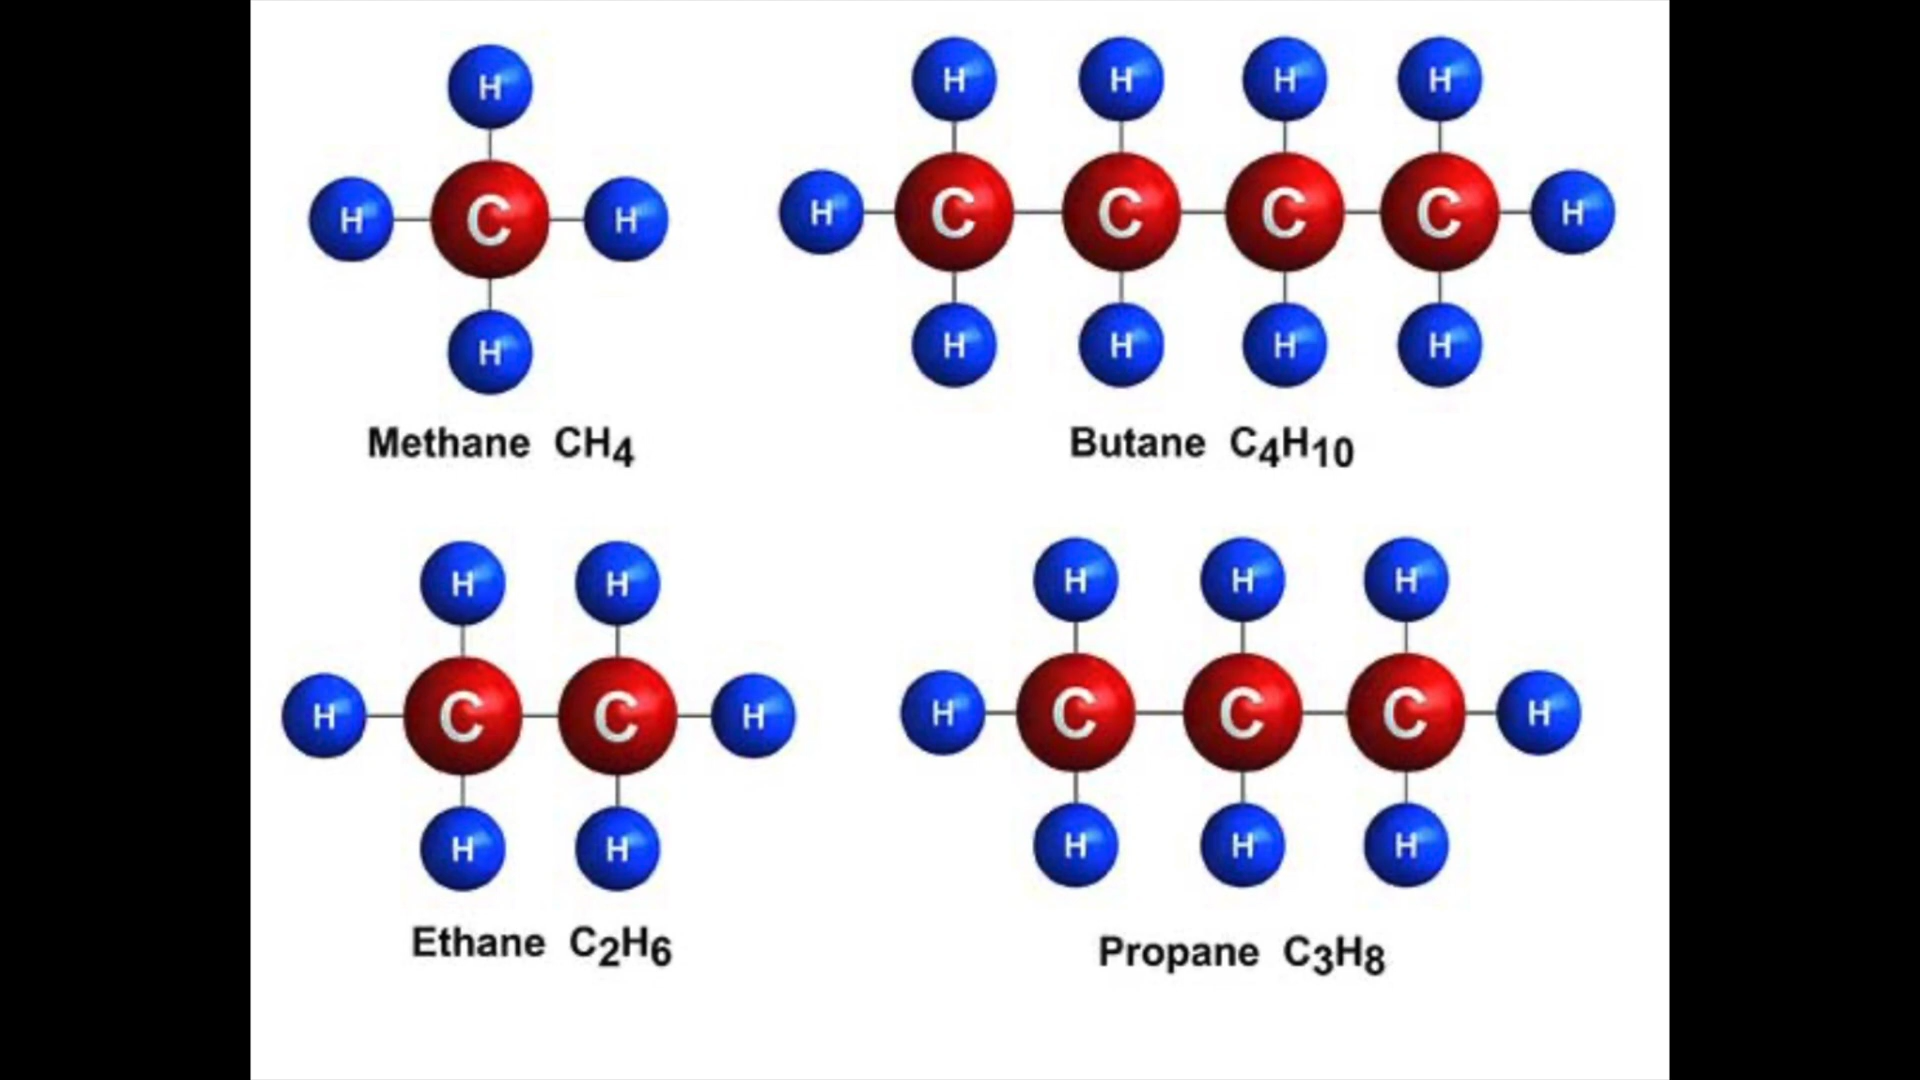 H
H C H
H
Methane CH4
H H H H
H C C C C H
H H H H
Butane C4H10
H H
H C C H
H H
Ethane C2H6
H H H
H C C C H
H H H
Propane C3H8